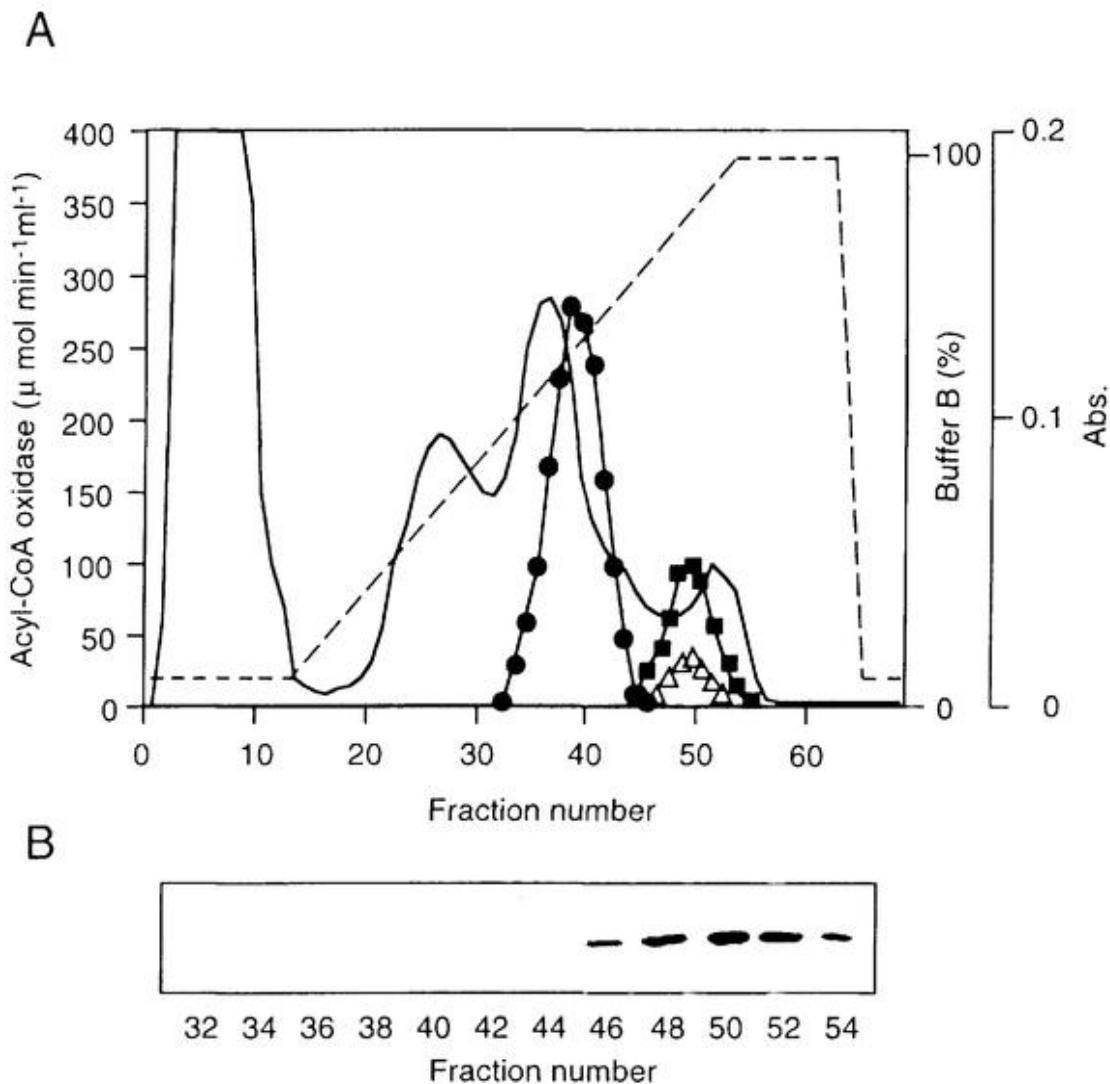 A
Acyl-CoA oxidase (μ mol min⁻¹ml⁻¹)
400
350
300
250
200
150
100
50
0
0 10 20 30 40 50 60
Fraction number
100
0
Buffer B (%)
0.2
0.1
0
Abs.
B
32 34 36 38 40 42 44 46 48 50 52 54
Fraction number